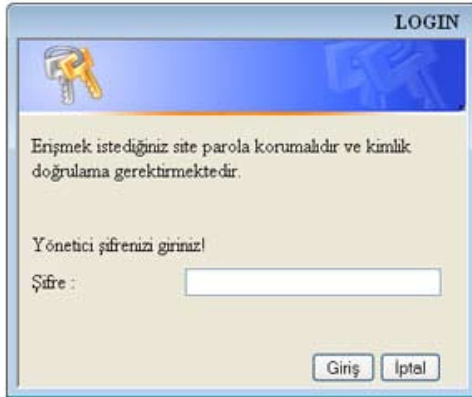 LOGIN
Erişmek istediğiniz site parola korumalıdır ve kimlik
doğrulama gerektirmektedir.
Yönetici şifrenizi giriniz!
Şifre :
Giriş İptal